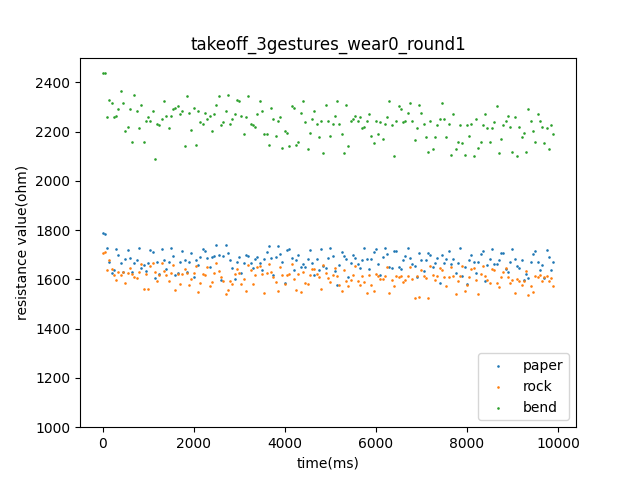 takeoff_3gestures_wear0_round1
resistance value(ohm)
2400
2200
2000
1800
1600
1400
1200
1000
0 2000 4000 6000 8000 10000
time(ms)
paper
rock
bend